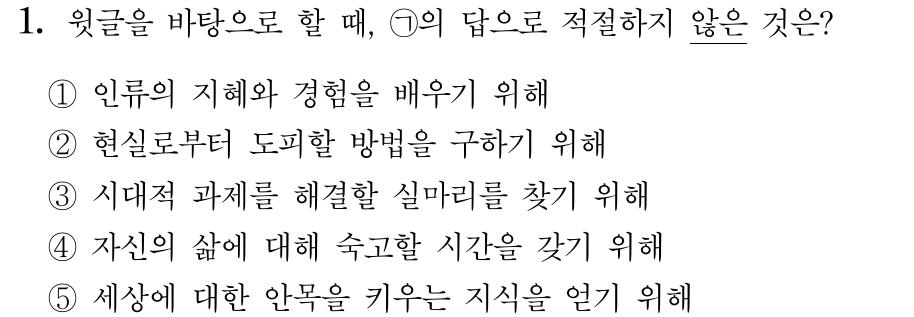 1. 윗글을 바탕으로 할 때, ㉠의 답으로 적절하지 않은 것은?
① 인류의 지혜와 경험을 배우기 위해
② 현실로부터 도피할 방법을 구하기 위해
③ 시대적 과제를 해결할 실마리를 찾기 위해
④ 자신의 삶에 대해 숙고할 시간을 갖기 위해
⑤ 세상에 대한 안목을 키우는 지식을 얻기 위해